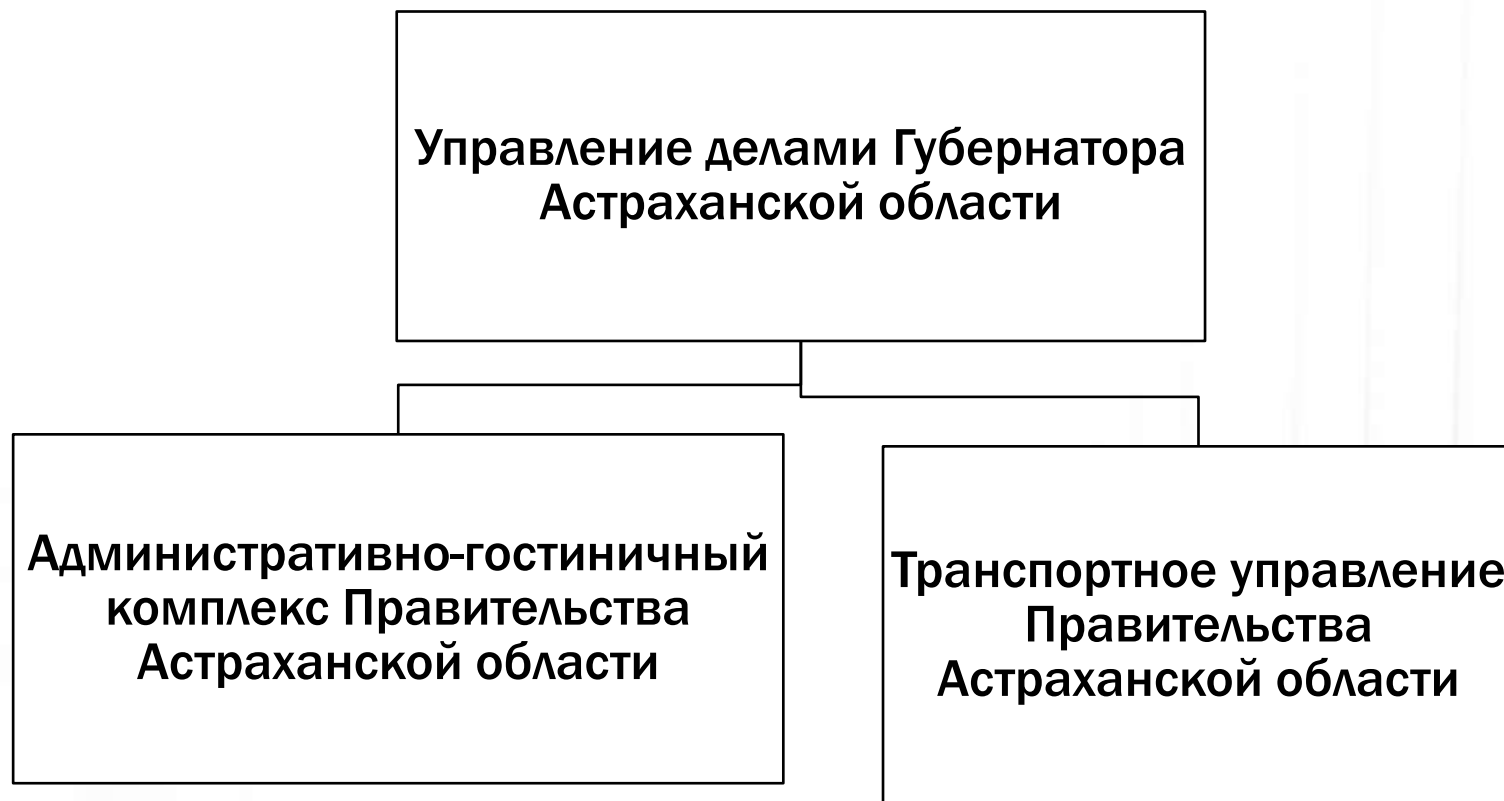 Управление делами Губернатора
Астраханской области
Административно-гостиничный
комплекс Правительства
Астраханской области
Транспортное управление
Правительства
Астраханской области